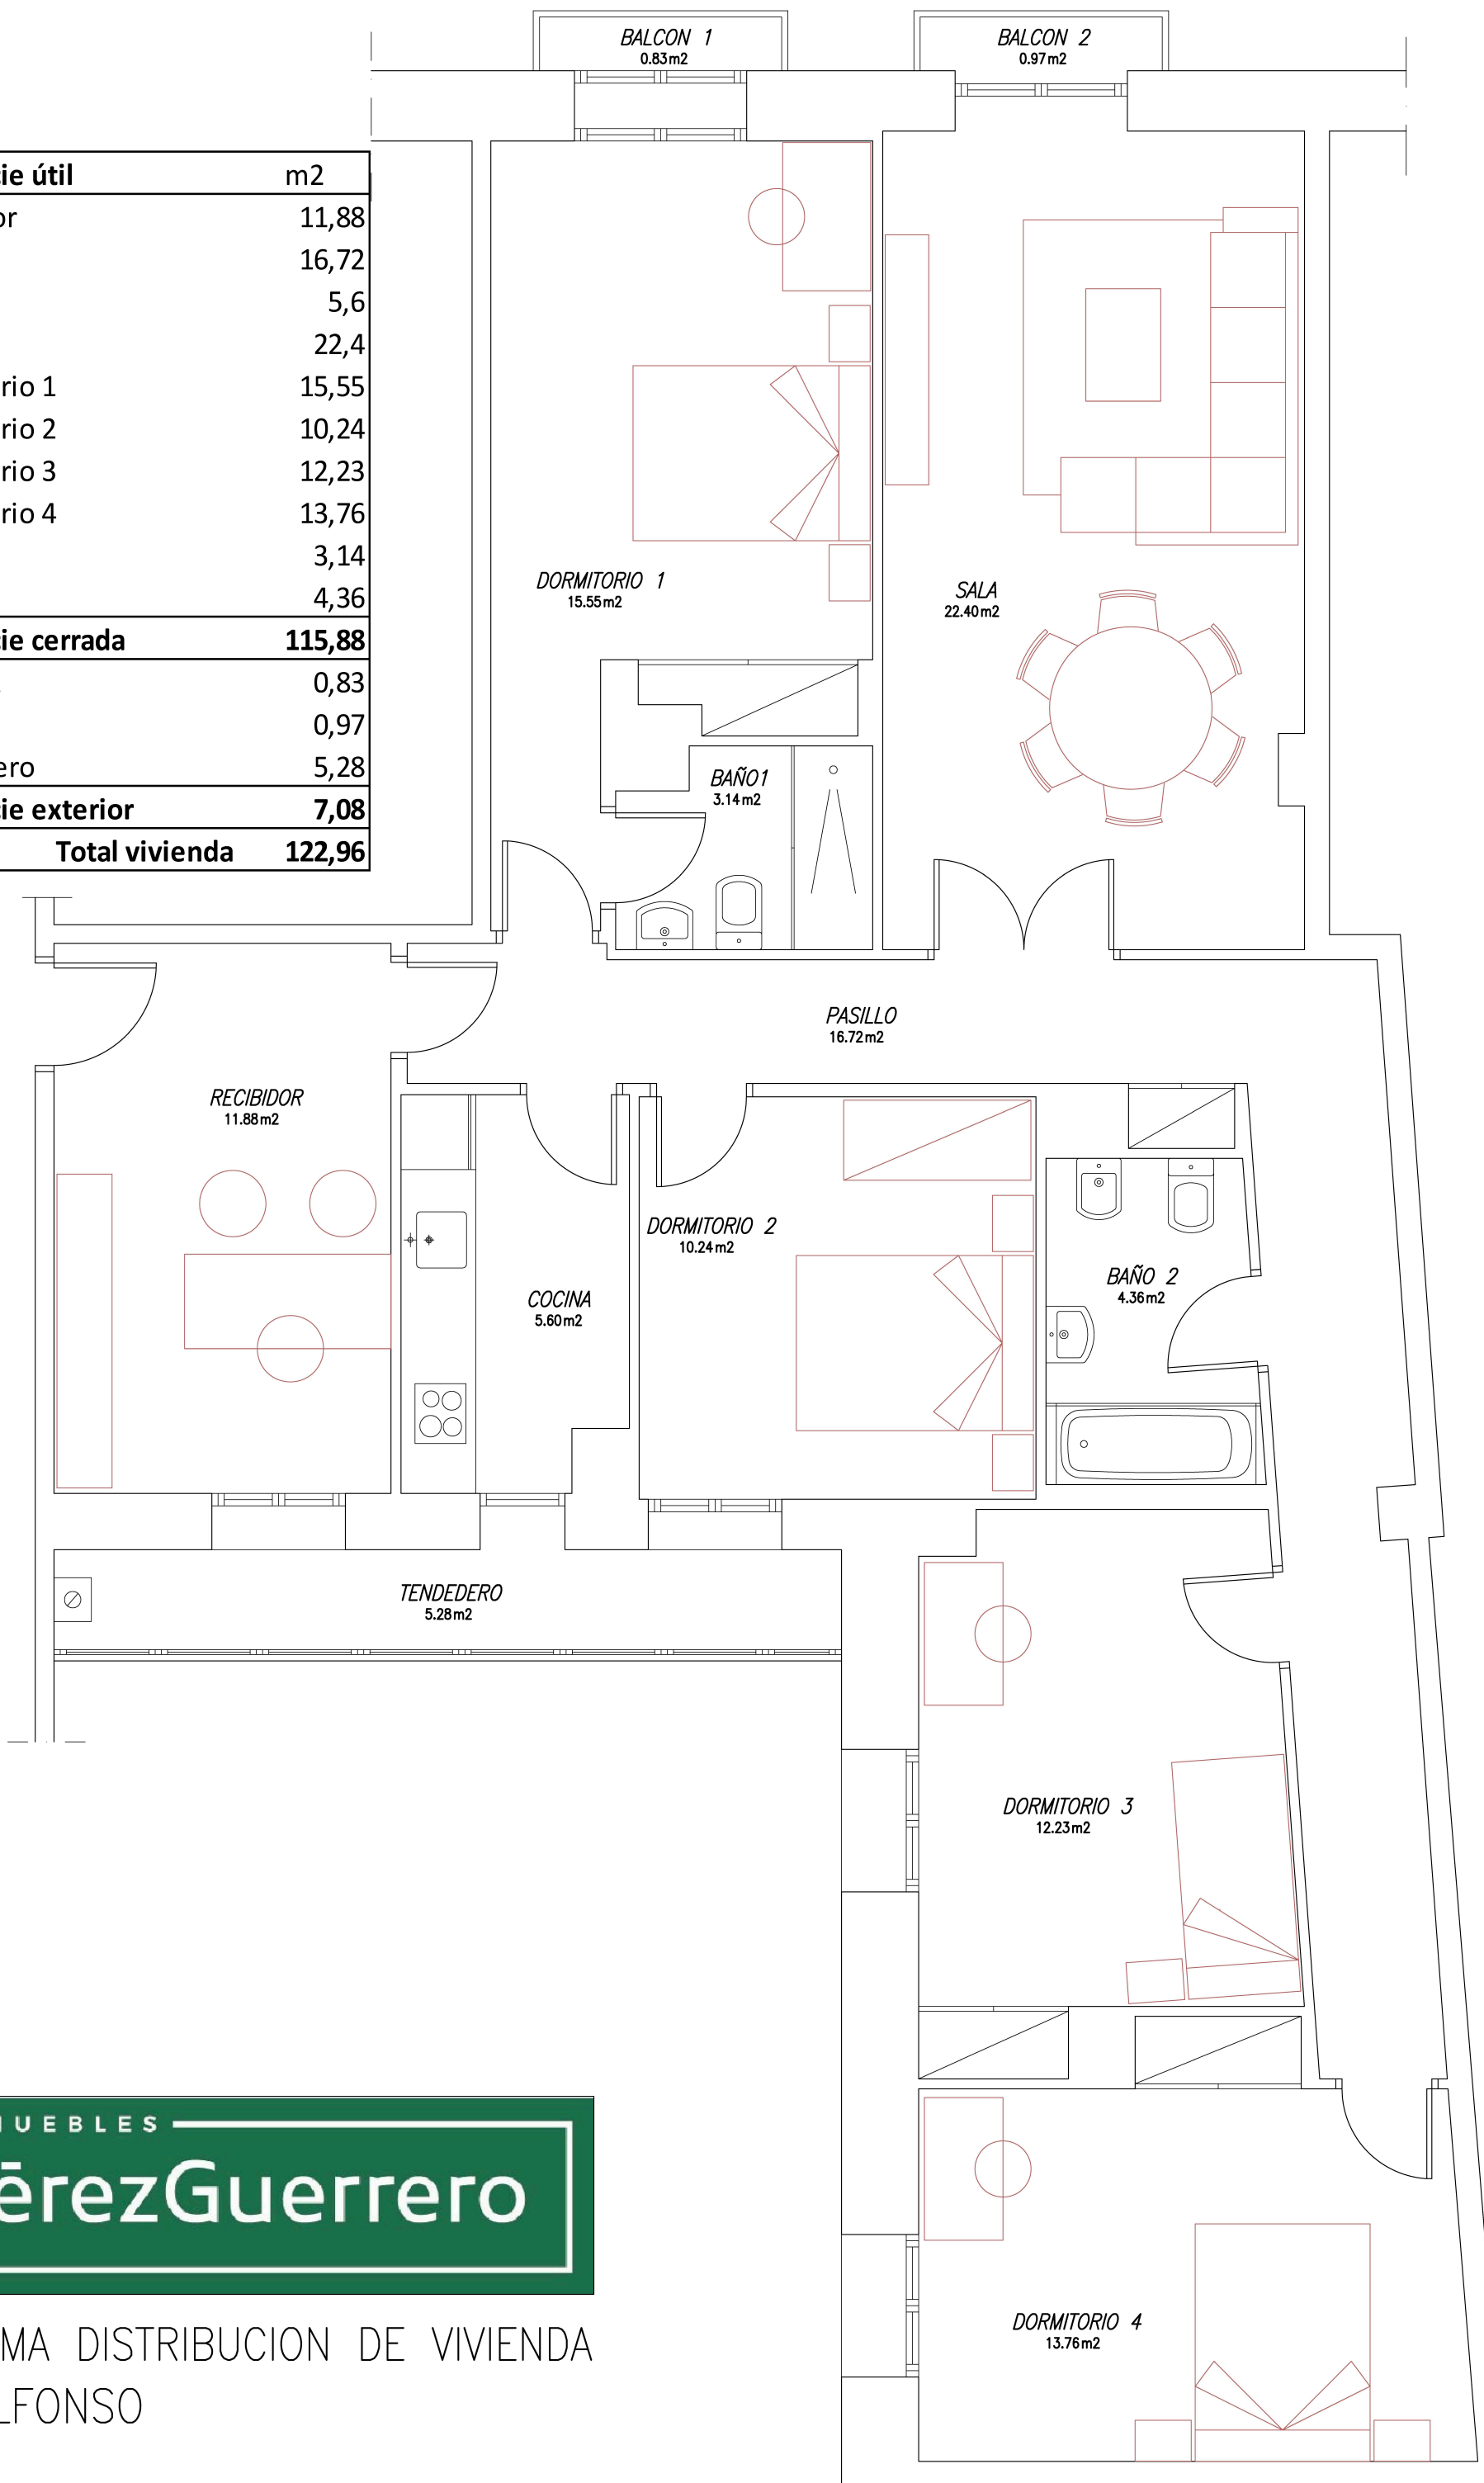 BALCON 1
0.83m2
BALCON 2
0.97m2
cie útil m2
or 11,88
16,72
5,6
22,4
rio 1 15,55
rio 2 10,24
rio 3 12,23
rio 4 13,76
3,14
4,36
cie cerrada 115,88
0,83
0,97
ero 5,28
cie exterior 7,08
Total vivienda 122,96
DORMITORIO 1
15.55m2
SALA
22.40m2
BAÑO1
3.14m2
PASILLO
16.72m2
RECIBIDOR
11.88m2
DORMITORIO 2
10.24m2
COCINA
5.60m2
BAÑO 2
4.36m2
TENDEDERO
5.28m2
DORMITORIO 3
12.23m2
DORMITORIO 4
13.76m2
MUEBLES
érezGuerrero
MA DISTRIBUCION DE VIVIENDA
LFONSO